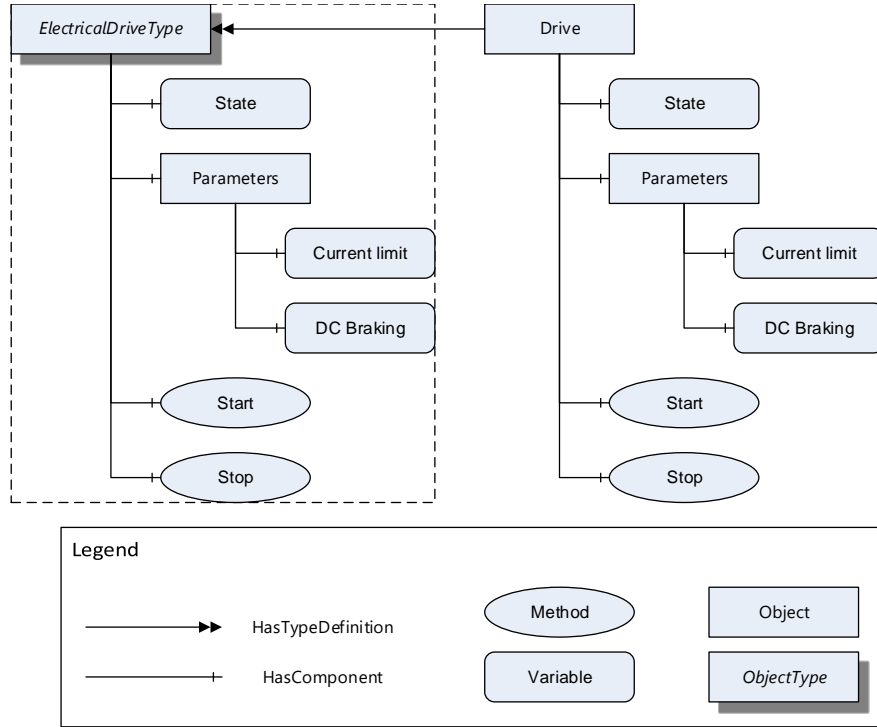 ElectricalDriveType
Drive
State
State
Parameters
Parameters
Current limit
Current limit
DC Braking
DC Braking
Start
Start
Stop
Stop
Legend
HasTypeDefinition
Method
Object
HasComponent
Variable
ObjectType